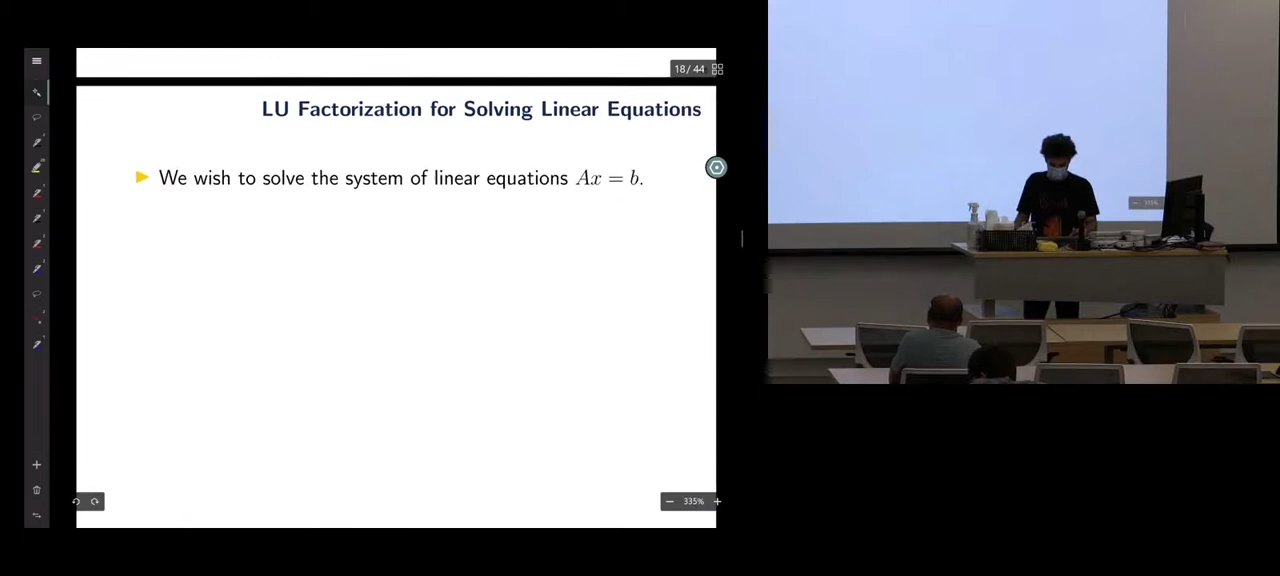 18 / 44
LU Factorization for Solving Linear Equations
We wish to solve the system of linear equations Ax = b.
335%